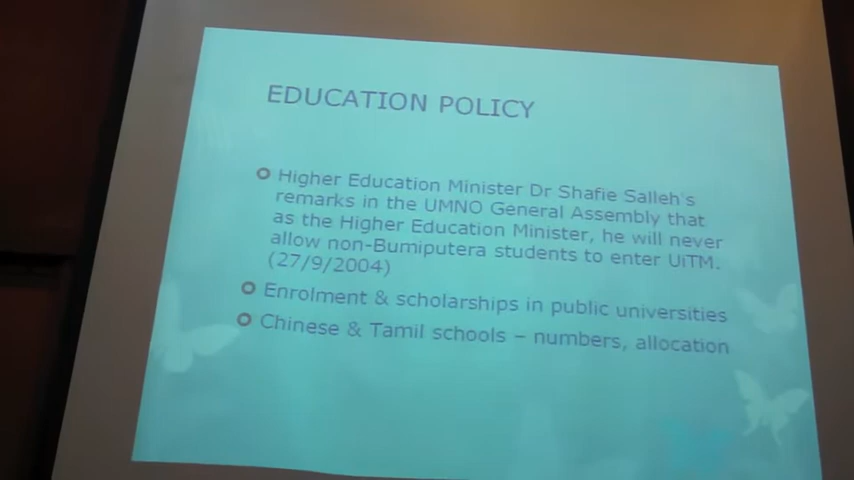 EDUCATION POLICY
Higher Education Minister Dr Shafie Salleh's
remarks in the UMNO General Assembly that
as the Higher Education Minister, he will never
allow non-Bumiputera students to enter UiTM.
(27/9/2004)
Enrolment & scholarships in public universities
Chinese & Tamil schools – numbers, allocation